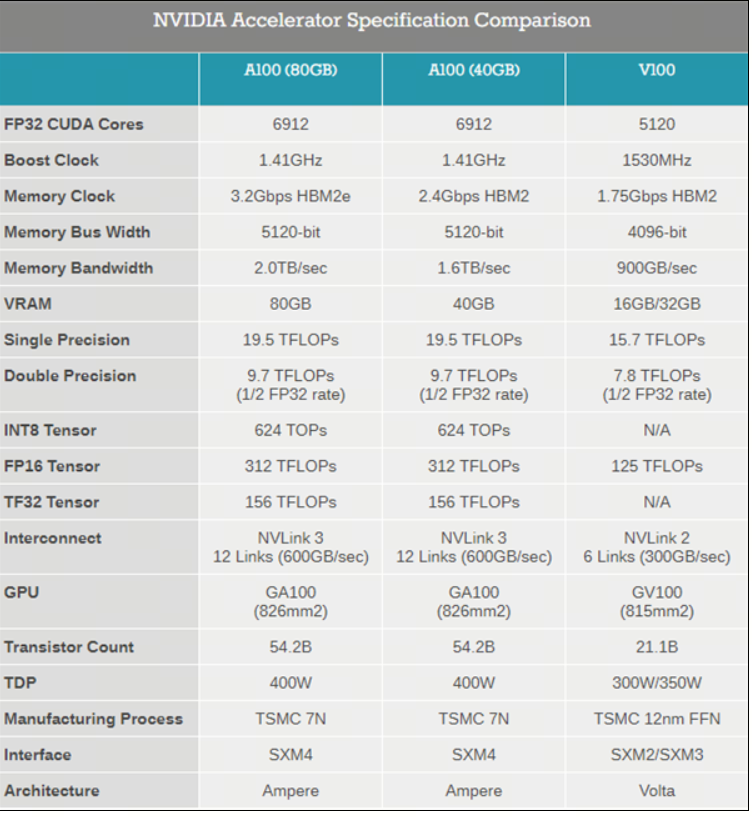 NVIDIA Accelerator Specification Comparison
A100 (80GB) A100 (40GB) V100
FP32 CUDA Cores 6912 6912 5120
Boost Clock 1.41GHz 1.41GHz 1530MHz
Memory Clock 3.2Gbps HBM2e 2.4Gbps HBM2 1.75Gbps HBM2
Memory Bus Width 5120-bit 5120-bit 4096-bit
Memory Bandwidth 2.0TB/sec 1.6TB/sec 900GB/sec
VRAM 80GB 40GB 16GB/32GB
Single Precision 19.5 TFLOPs 19.5 TFLOPs 15.7 TFLOPs
Double Precision 9.7 TFLOPs 9.7 TFLOPs 7.8 TFLOPs
(1/2 FP32 rate) (1/2 FP32 rate) (1/2 FP32 rate)
INT8 Tensor 624 TOPs 624 TOPs N/A
FP16 Tensor 312 TFLOPs 312 TFLOPs 125 TFLOPs
TF32 Tensor 156 TFLOPs 156 TFLOPs N/A
Interconnect NVLink 3 NVLink 3 NVLink 2
12 Links (600GB/sec) 12 Links (600GB/sec) 6 Links (300GB/sec)
GPU GA100 GA100 GV100
(826mm2) (826mm2) (815mm2)
Transistor Count 54.2B 54.2B 21.1B
TDP 400W 400W 300W/350W
Manufacturing Process TSMC 7N TSMC 7N TSMC 12nm FFN
Interface SXM4 SXM4 SXM2/SXM3
Architecture Ampere Ampere Volta